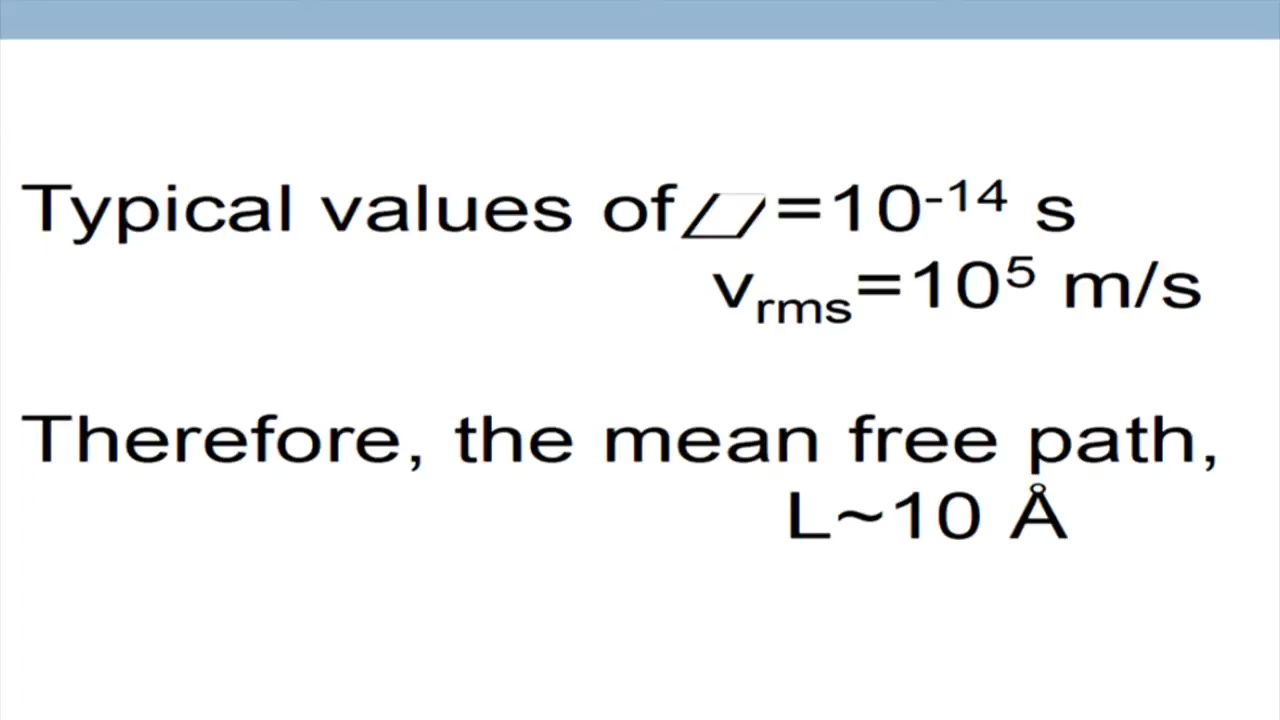 Typical values of ▱=10⁻¹⁴ s
vᵣₘₛ=10⁵ m/s
Therefore, the mean free path,
L~10 Å